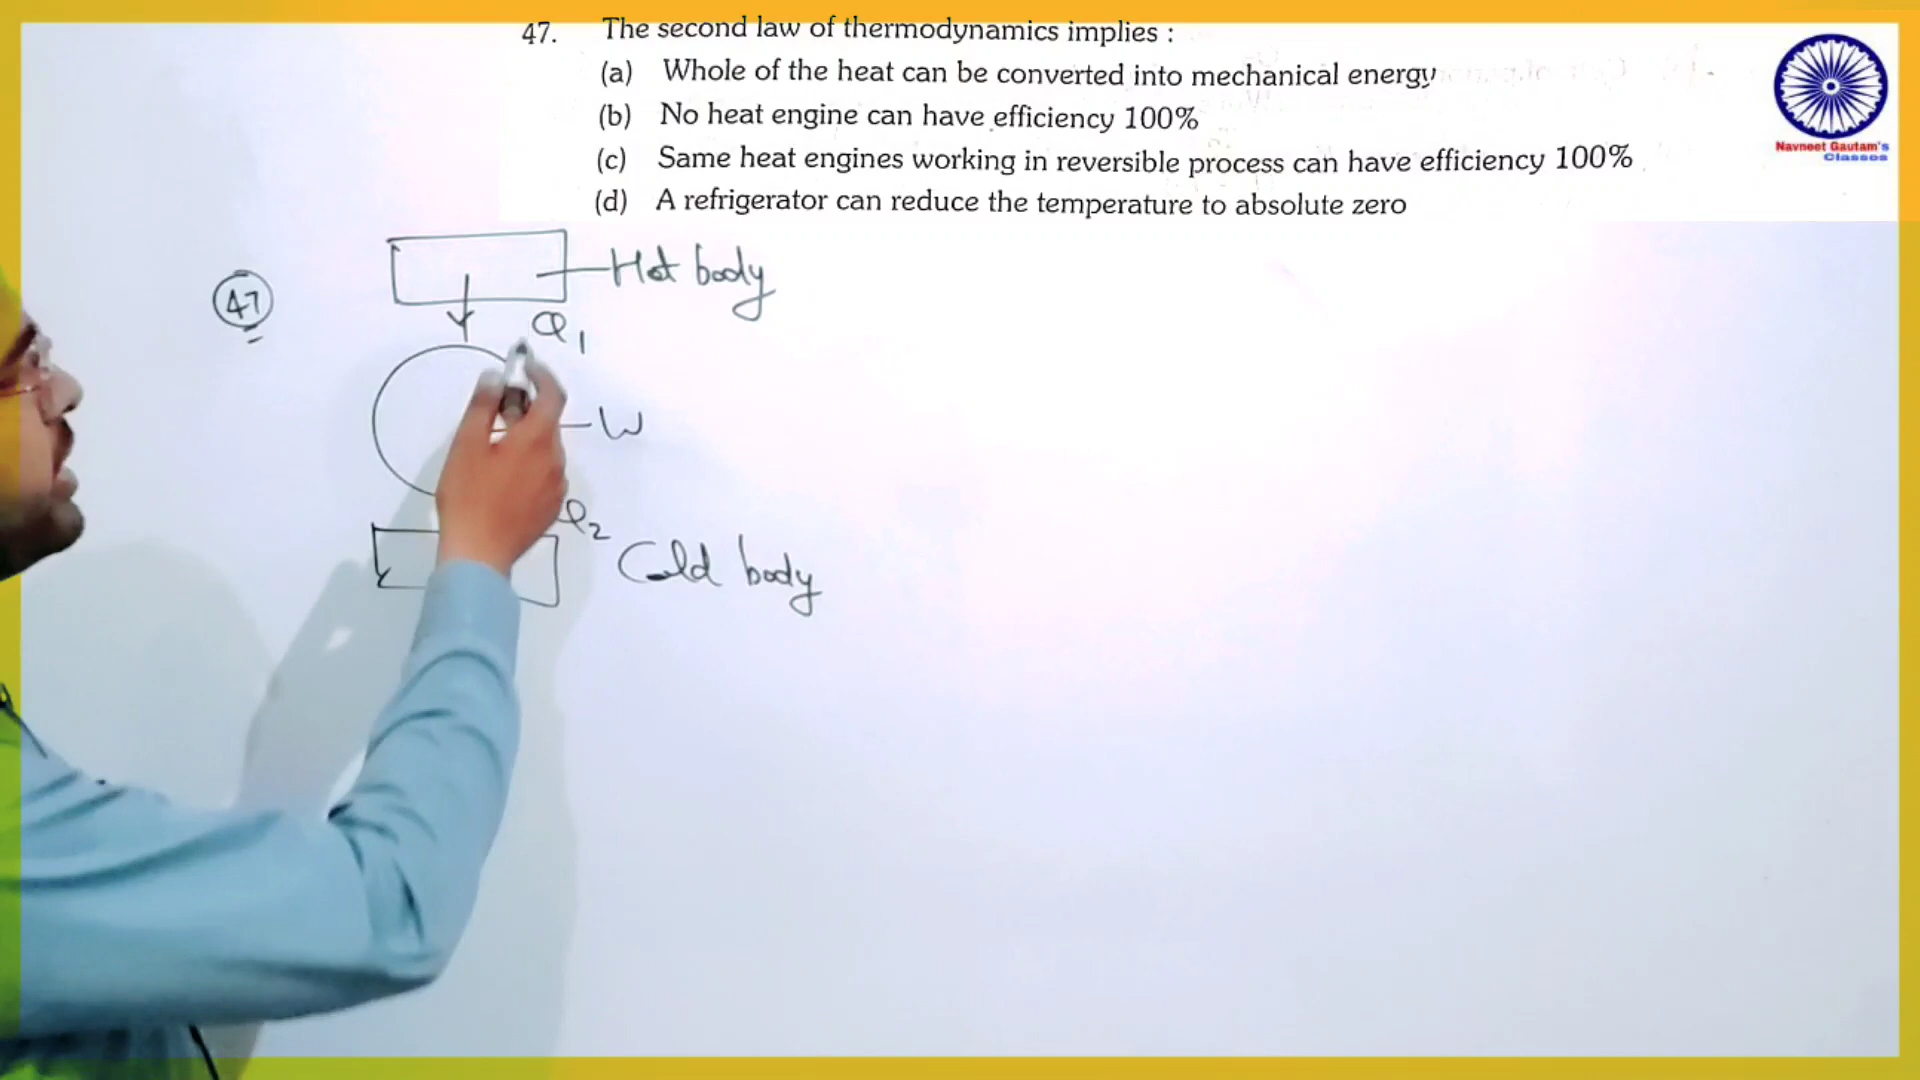 47. The second law of thermodynamics implies :
(a) Whole of the heat can be converted into mechanical energy
(b) No heat engine can have efficiency 100%
(c) Same heat engines working in reversible process can have efficiency 100%
(d) A refrigerator can reduce the temperature to absolute zero
Navneet Gautam's
Classes
47
Hot body
Q1
W
Q2
Cold body